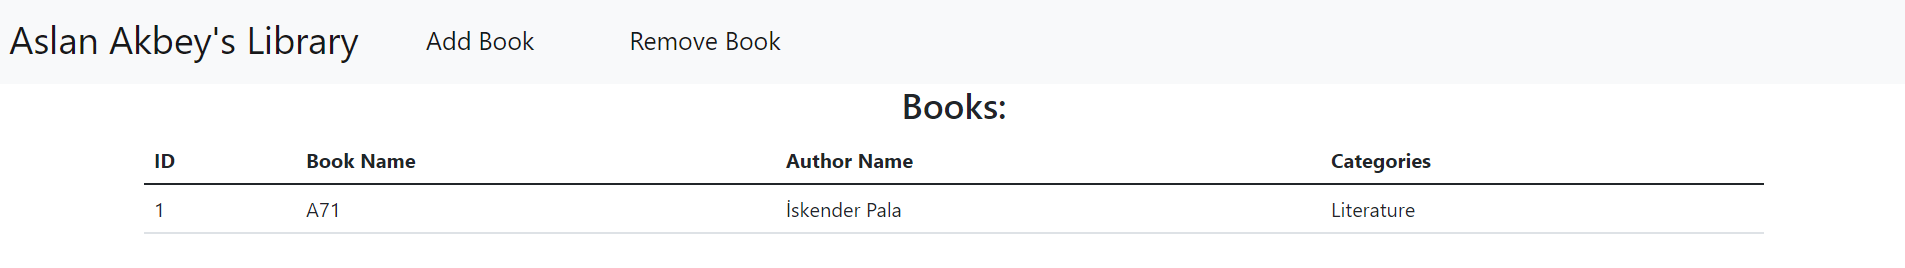 Aslan Akbey's Library Add Book Remove Book
Books:
ID Book Name Author Name Categories
1 A71 İskender Pala Literature